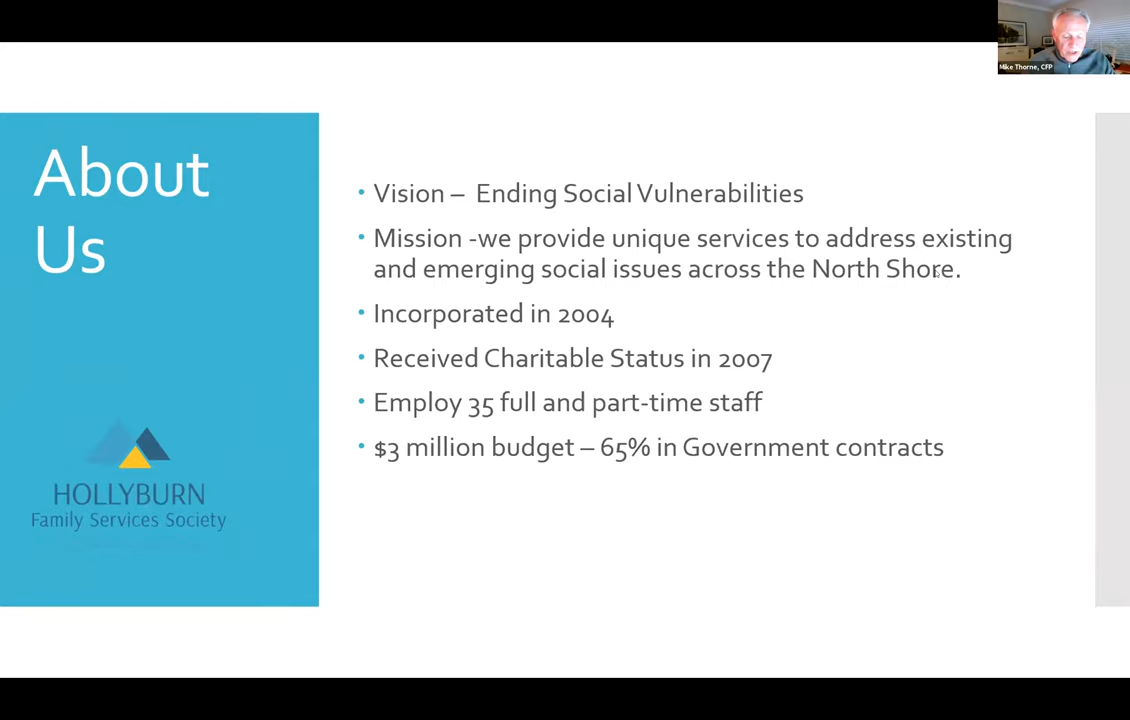 Mike Thorne, CFP
About
Us
• Vision – Ending Social Vulnerabilities
• Mission -we provide unique services to address existing
and emerging social issues across the North Shore.
• Incorporated in 2004
• Received Charitable Status in 2007
• Employ 35 full and part-time staff
• $3 million budget – 65% in Government contracts
HOLLYBURN
Family Services Society